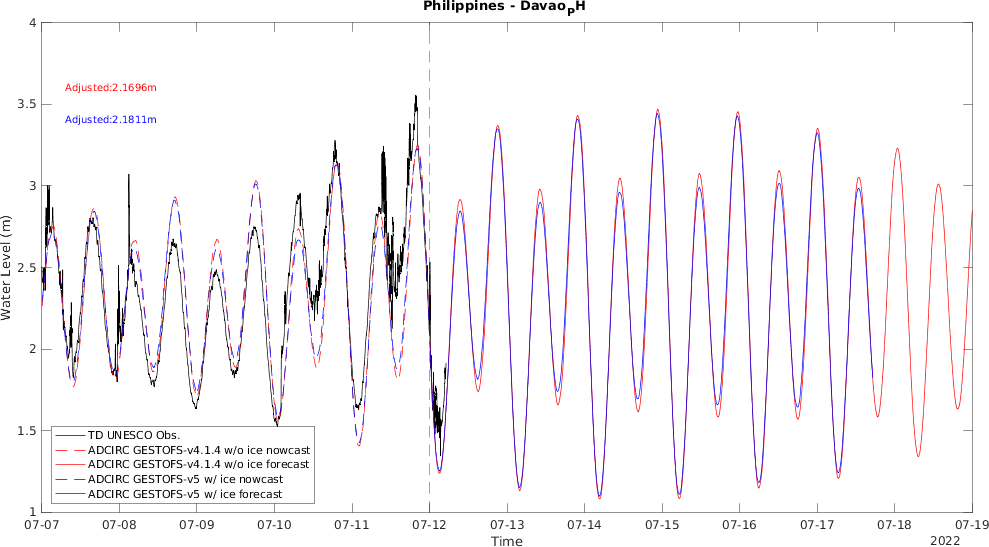 Philippines - Davao_PH
4
3.5
3
2.5
2
1.5
1
Water Level (m)
Adjusted:2.1696m
Adjusted:2.1811m
TD UNESCO Obs.
ADCIRC GESTOFS-v4.1.4 w/o ice nowcast
ADCIRC GESTOFS-v4.1.4 w/o ice forecast
ADCIRC GESTOFS-v5 w/ ice nowcast
ADCIRC GESTOFS-v5 w/ ice forecast
07-07 07-08 07-09 07-10 07-11 07-12 07-13 07-14 07-15 07-16 07-17 07-18 07-19
Time
2022